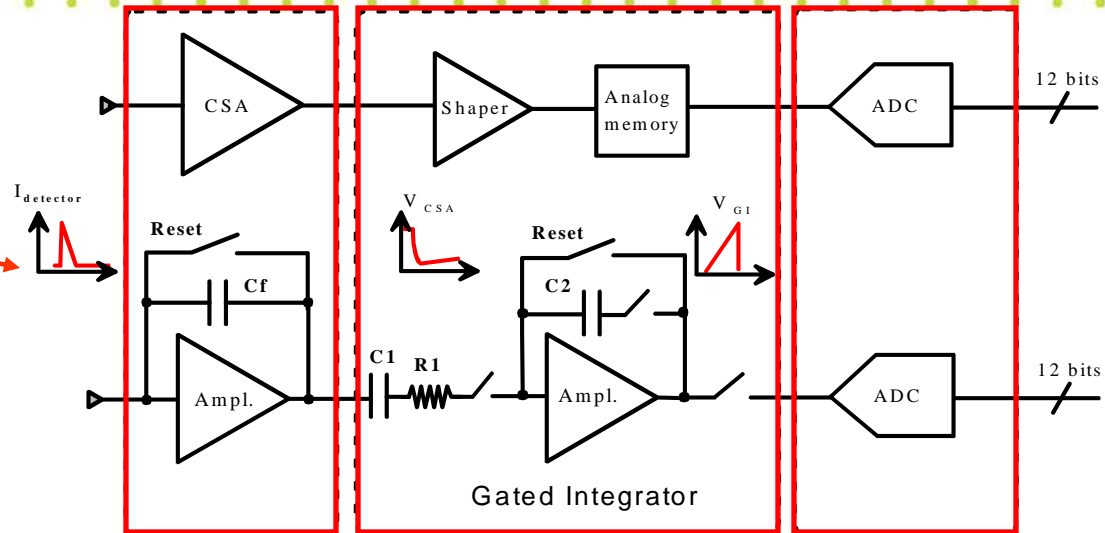 12 bits
CSA
Shaper
Analog
memory
ADC
I detector
V CSA
V GI
Reset
Reset
Cf
C2
C1
R1
12 bits
Ampl.
Ampl.
ADC
Gated Integrator